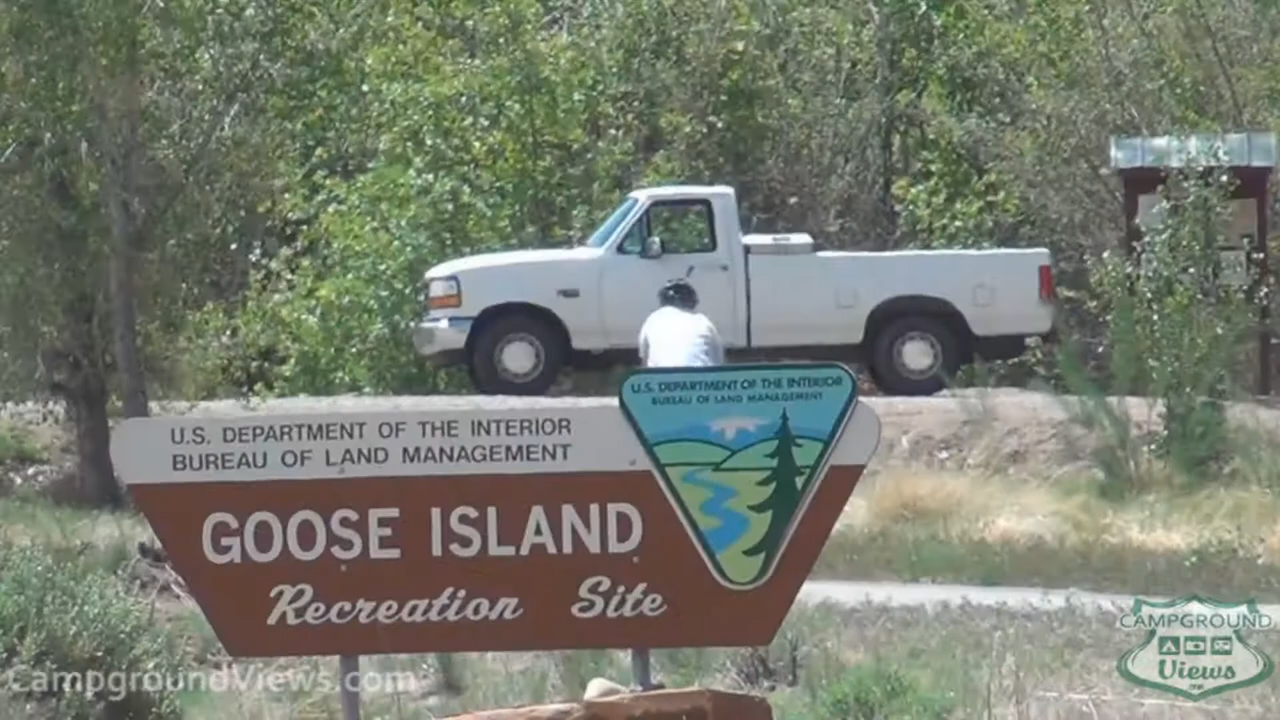 U.S. DEPARTMENT OF THE INTERIOR
BUREAU OF LAND MANAGEMENT
U.S. DEPARTMENT OF THE INTERIOR
BUREAU OF LAND MANAGEMENT
GOOSE ISLAND
Recreation Site
CampgroundViews.com
CAMPGROUND
Views